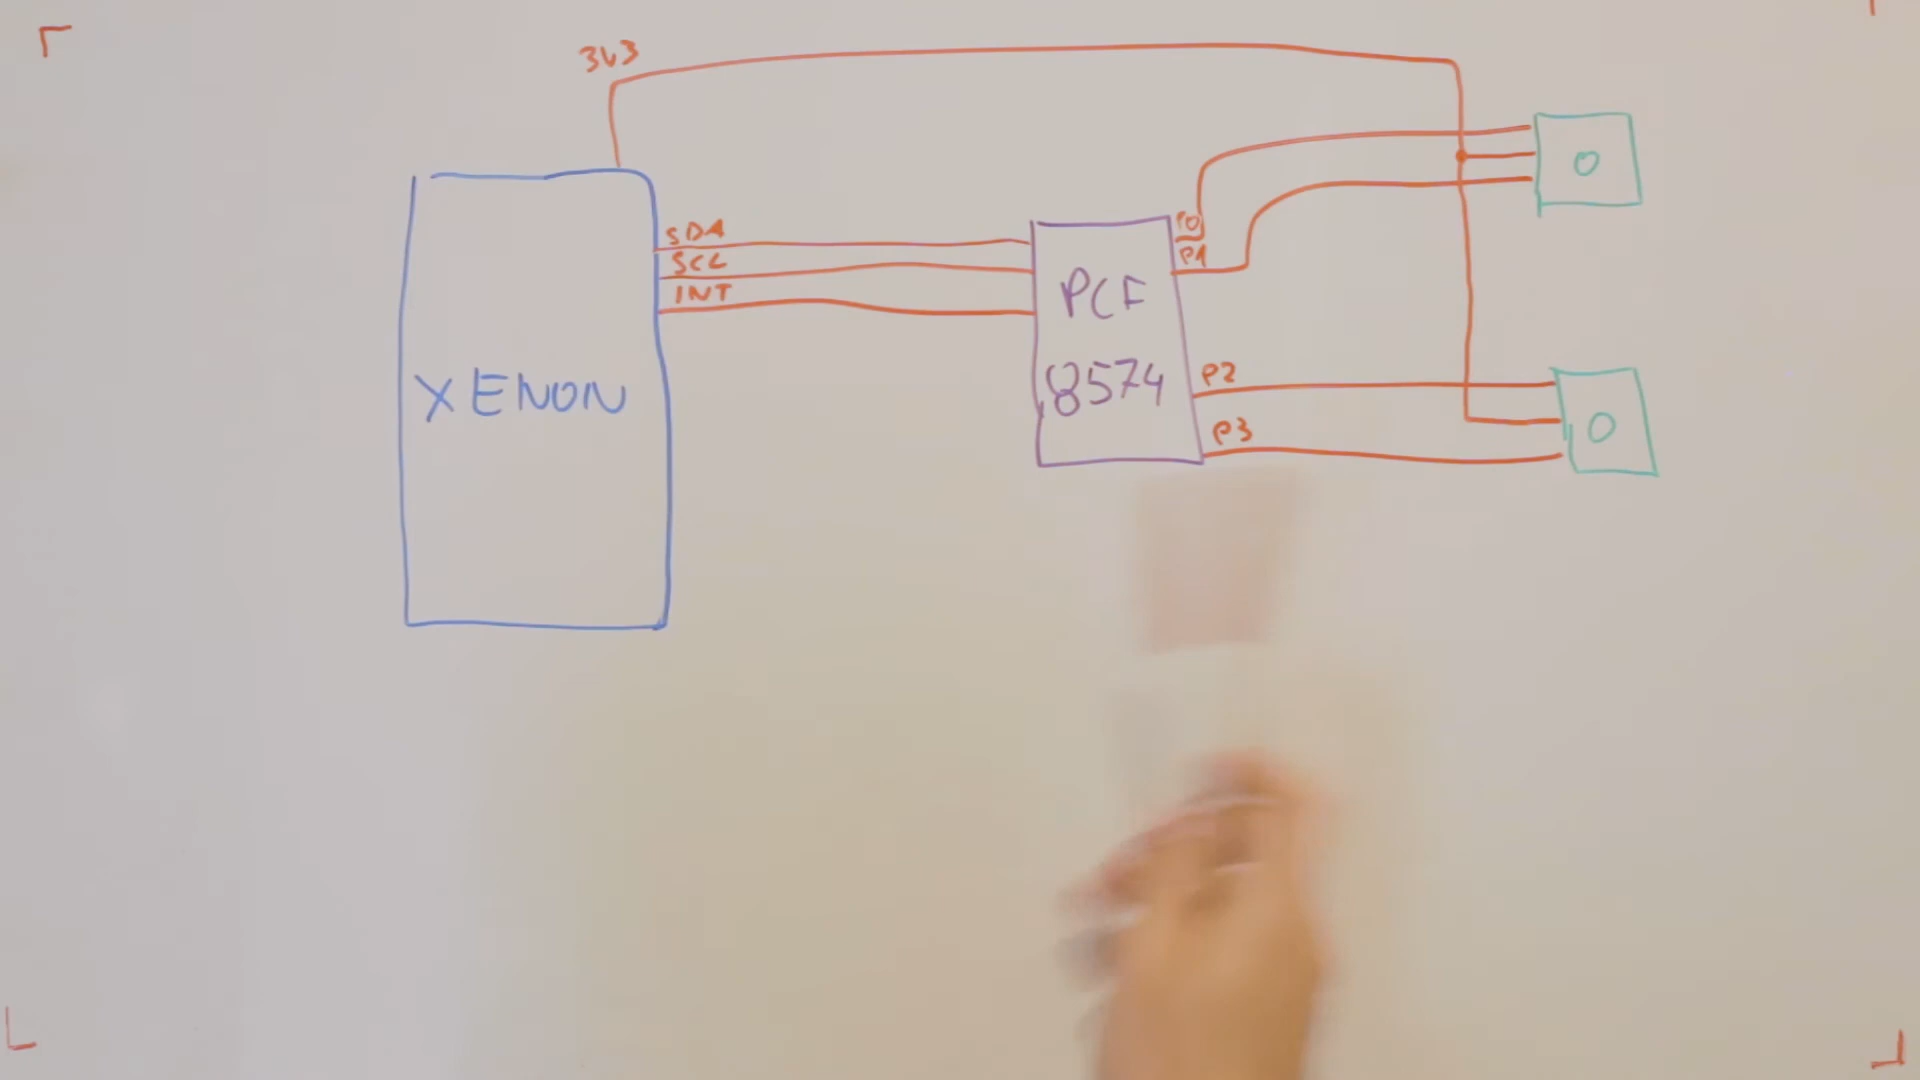 3V3
SDA
SCL
INT
XENON
PCF
8574
P0
P1
P2
P3
O
O